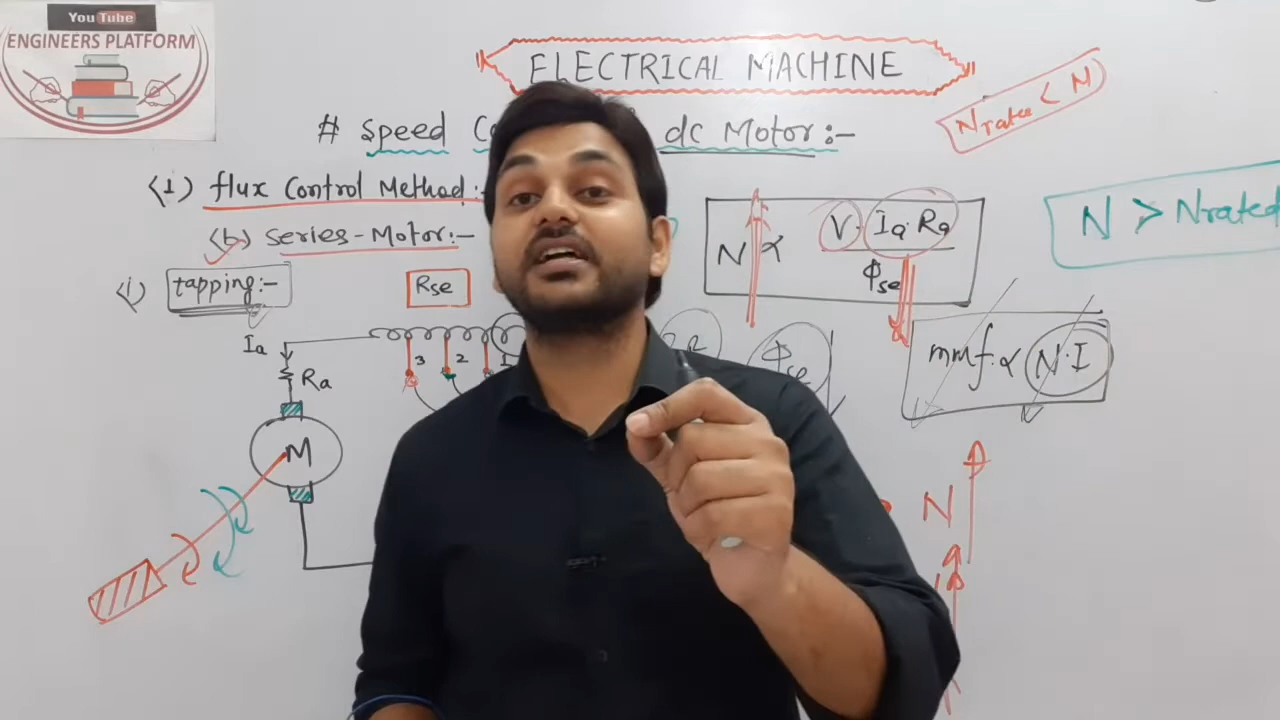 YouTube
ENGINEERS PLATFORM
ELECTRICAL MACHINE
# Speed dc Motor:-
Nrated < N
(1) flux Control Method:-
(b) Series-Motor:-
(i) tapping:-
Rse
N ∝ V - Ia.Ra
ϕse
N > Nrated
mmf ∝ N.I
Ia
3 2 1
Ra
ϕse
M
N